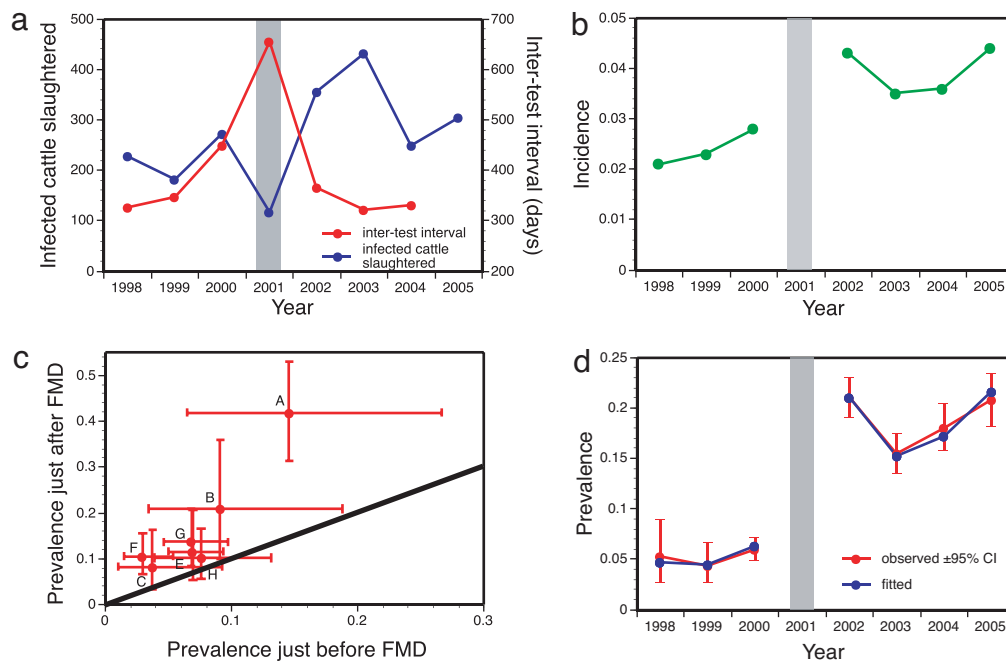 a
Infected cattle slaughtered
500
400
300
200
100
0
700
600
500
400
300
200
Inter-test interval (days)
inter-test interval
infected cattle
slaughtered
1998 1999 2000 2001 2002 2003 2004 2005
Year
b
Incidence
0.05
0.04
0.03
0.02
0.01
0
1998 1999 2000 2001 2002 2003 2004 2005
Year
c
Prevalence just after FMD
0.5
0.4
0.3
0.2
0.1
0
A
B
G
F
E
C
H
0 0.1 0.2 0.3
Prevalence just before FMD
d
Prevalence
0.25
0.2
0.15
0.1
0.05
0
observed ±95% CI
fitted
1998 1999 2000 2001 2002 2003 2004 2005
Year